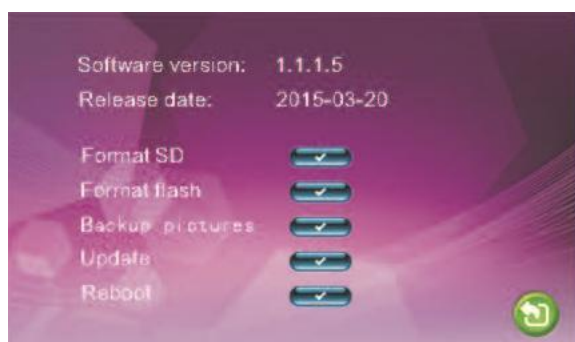 Software version: 1.1.1.5
Release date: 2015-03-20
Format SD
Format flash
Backup pictures
Update
Reboot